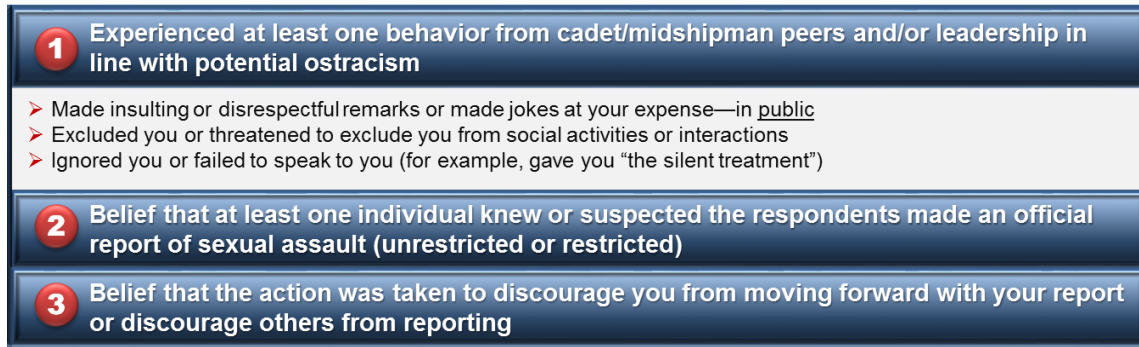 1
Experienced at least one behavior from cadet/midshipman peers and/or leadership in
line with potential ostracism
➤ Made insulting or disrespectful remarks or made jokes at your expense—in public
➤ Excluded you or threatened to exclude you from social activities or interactions
➤ Ignored you or failed to speak to you (for example, gave you “the silent treatment”)
2
Belief that at least one individual knew or suspected the respondents made an official
report of sexual assault (unrestricted or restricted)
3
Belief that the action was taken to discourage you from moving forward with your report
or discourage others from reporting